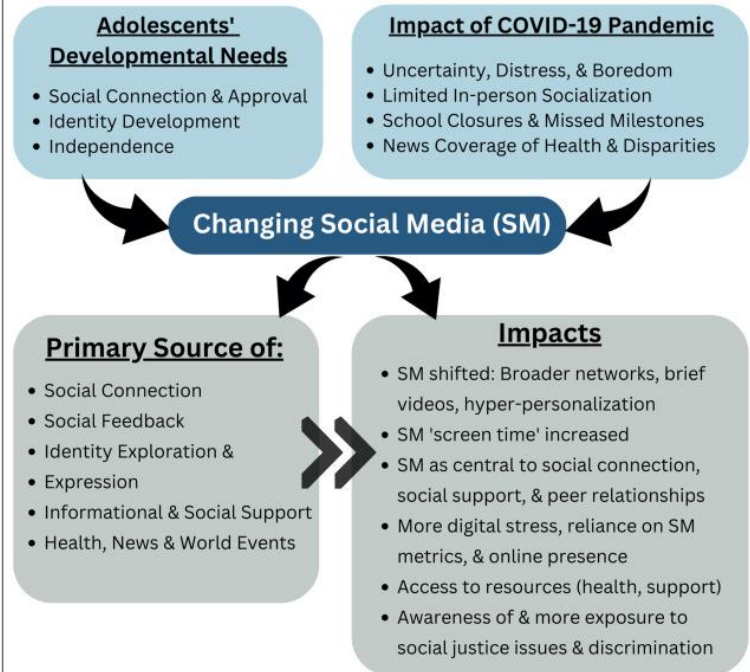 Adolescents'
Developmental Needs
• Social Connection & Approval
• Identity Development
• Independence
Impact of COVID-19 Pandemic
• Uncertainty, Distress, & Boredom
• Limited In-person Socialization
• School Closures & Missed Milestones
• News Coverage of Health & Disparities
Changing Social Media (SM)
Primary Source of:
• Social Connection
• Social Feedback
• Identity Exploration &
• Expression
• Informational & Social Support
• Health, News & World Events
Impacts
• SM shifted: Broader networks, brief
videos, hyper-personalization
• SM 'screen time' increased
• SM as central to social connection,
social support, & peer relationships
• More digital stress, reliance on SM
metrics, & online presence
• Access to resources (health, support)
• Awareness of & more exposure to
social justice issues & discrimination